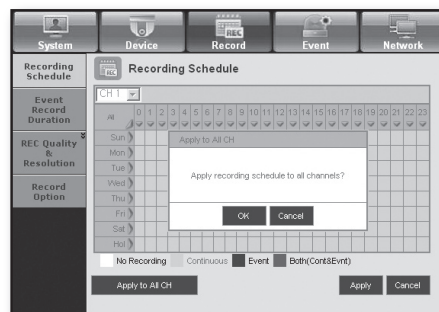 System Device Record Event Network
REC
Recording
Schedule
REC Recording Schedule
Event
Record
Duration
REC Quality
&
Resolution
Record
Option
CH 1
All 0 1 2 3 4 5 6 7 8 9 10 11 12 13 14 15 16 17 18 19 20 21 22 23
Sun
Mon
Tue
Wed
Thu
Fri
Sat
Hol
Apply to All CH
Apply recording schedule to all channels?
OK Cancel
No Recording Continuous Event Both(Cont&Evnt)
Apply to All CH Apply Cancel